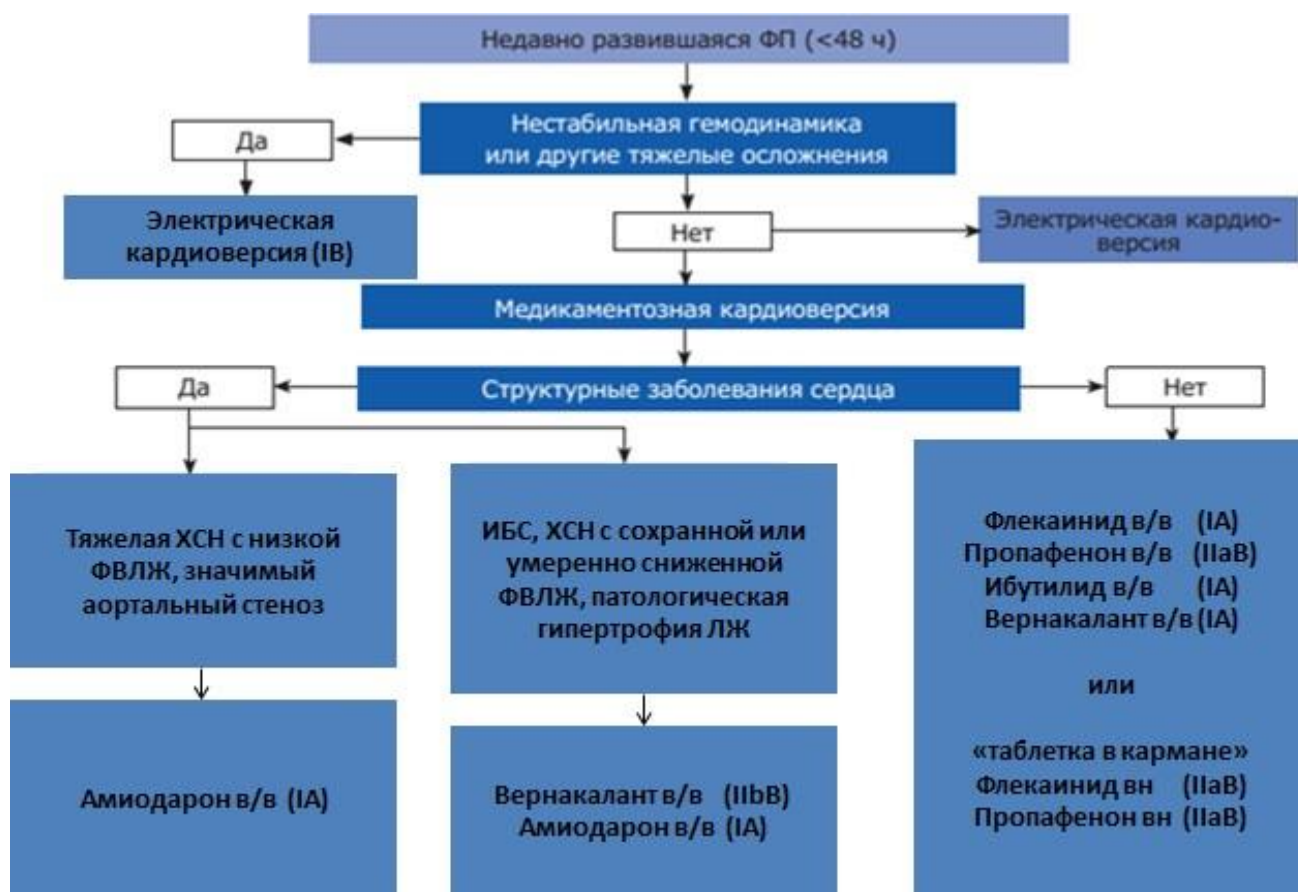 Недавно развившаяся ФП (<48 ч)
Нестабильная гемодинамика
или другие тяжелые осложнения
Да
Электрическая
кардиоверсия (IB)
Нет
Электрическая кардио-
версия
Медикаментозная кардиоверсия
Структурные заболевания сердца
Да
Нет
Тяжелая ХСН с низкой
ФВЛЖ, значимый
аортальный стеноз
ИБС, ХСН с сохранной или
умеренно сниженной
ФВЛЖ, патологическая
гипертрофия ЛЖ
Флекаинид в/в (IA)
Пропафенон в/в (IIaB)
Ибутилид в/в (IA)
Вернакалант в/в (IA)
или
«таблетка в кармане»
Флекаинид вн (IIaB)
Пропафенон вн (IIaB)
Амиодарон в/в (IA)
Вернакалант в/в (IIbB)
Амиодарон в/в (IA)